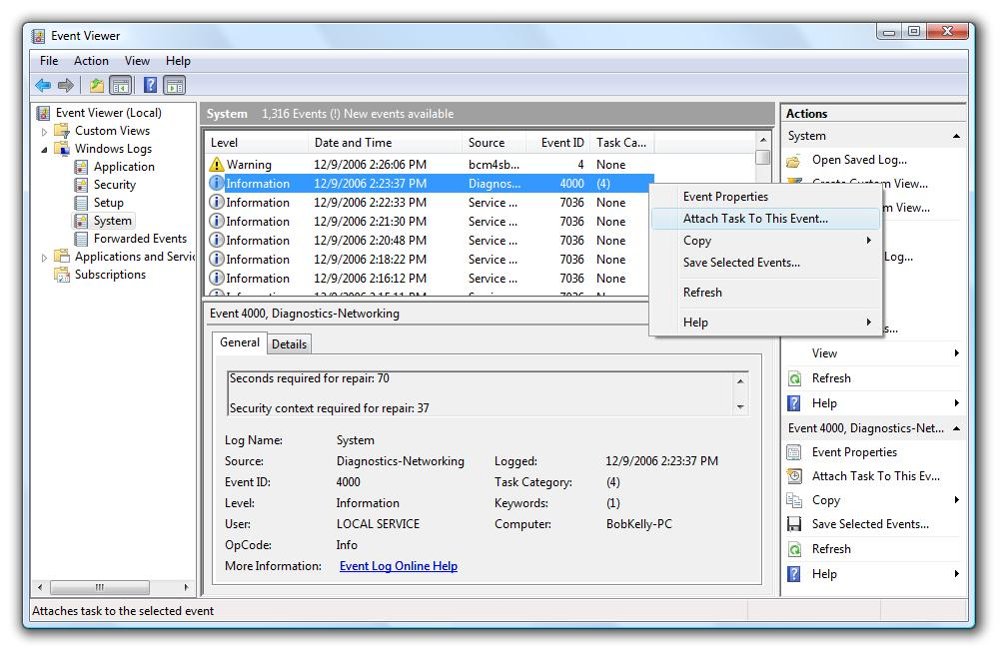 Event Viewer
File Action View Help
Event Viewer (Local)
Custom Views
Windows Logs
Application
Security
Setup
System
Forwarded Events
Applications and Servic
Subscriptions
System 1,316 Events (!) New events available
Level Date and Time Source Event ID Task Ca...
Warning 12/9/2006 2:26:06 PM bcm4sb... 4 None
Information 12/9/2006 2:23:37 PM Diagnos... 4000 (4)
Information 12/9/2006 2:22:33 PM Service ... 7036 None
Information 12/9/2006 2:21:30 PM Service ... 7036 None
Information 12/9/2006 2:20:48 PM Service ... 7036 None
Information 12/9/2006 2:18:22 PM Service ... 7036 None
Information 12/9/2006 2:16:12 PM Service ... 7036 None
Event Properties
Attach Task To This Event...
Copy
Save Selected Events...
Refresh
Help
Event 4000, Diagnostics-Networking
General Details
Seconds required for repair: 70
Security context required for repair: 37
Log Name: System
Source: Diagnostics-Networking Logged: 12/9/2006 2:23:37 PM
Event ID: 4000 Task Category: (4)
Level: Information Keywords: (1)
User: LOCAL SERVICE Computer: BobKelly-PC
OpCode: Info
More Information: Event Log Online Help
Actions
System
Open Saved Log...
Create Custom View...
m View...
Log...
s...
View
Refresh
Help
Event 4000, Diagnostics-Net...
Event Properties
Attach Task To This Ev...
Copy
Save Selected Events...
Refresh
Help
Attaches task to the selected event